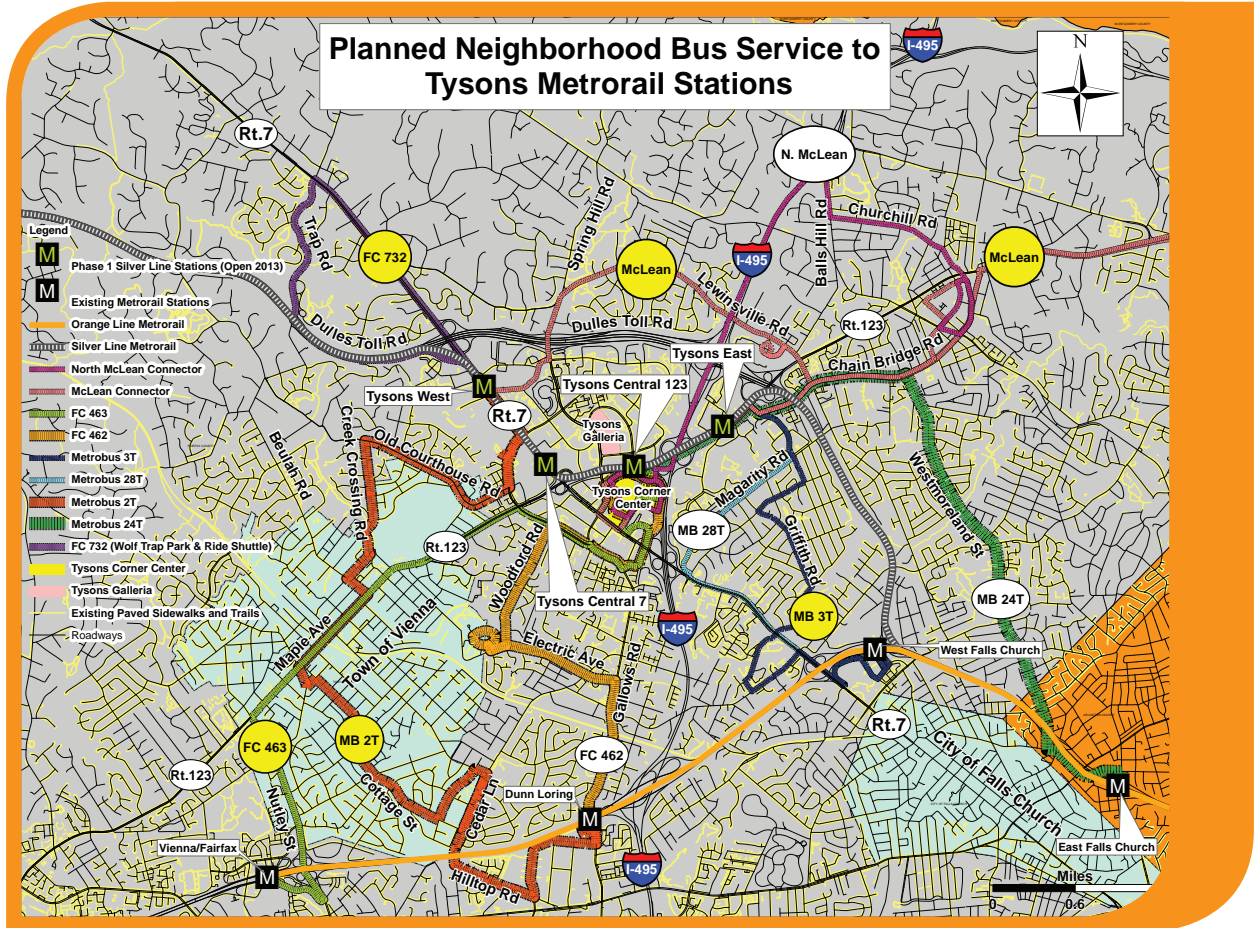 Planned Neighborhood Bus Service to
Tysons Metrorail Stations
N
I-495
Rt.7
N. McLean
Trap Rd
FC 732
Spring Hill Rd
McLean
Lewinsville Rd
I-495
Balls Hill Rd
Churchill Rd
McLean
Dulles Toll Rd
Dulles Toll Rd
Rt.123
Chain Bridge Rd
Tysons East
Tysons West
Tysons Central 123
Rt.7
Tysons
Galleria
Tysons Corner
Center
Legend
M
Phase 1 Silver Line Stations (Open 2013)
M
Existing Metrorail Stations
Orange Line Metrorail
Silver Line Metrorail
North McLean Connector
McLean Connector
FC 463
FC 462
Metrobus 3T
Metrobus 28T
Metrobus 2T
Metrobus 24T
FC 732 (Wolf Trap Park & Ride Shuttle)
Tysons Corner Center
Tysons Galleria
Existing Paved Sidewalks and Trails
Roadways
M
M
M
M
Beulah Rd
Creek Crossing Rd
Old Courthouse Rd
Magarity Rd
Westmoreland St
MB 28T
Griffith Rd
Rt.123
Woodford Rd
Tysons Central 7
I-495
MB 3T
MB 24T
Maple Ave
Town of Vienna
Electric Ave
Gallows Rd
M
West Falls Church
Rt.7
City of Falls Church
FC 463
MB 2T
FC 462
Rt.123
Nutley St
Cottage St
Cedar Ln
Dunn Loring
M
M
East Falls Church
Vienna/Fairfax
M
Hilltop Rd
I-495
Miles
0
0.6